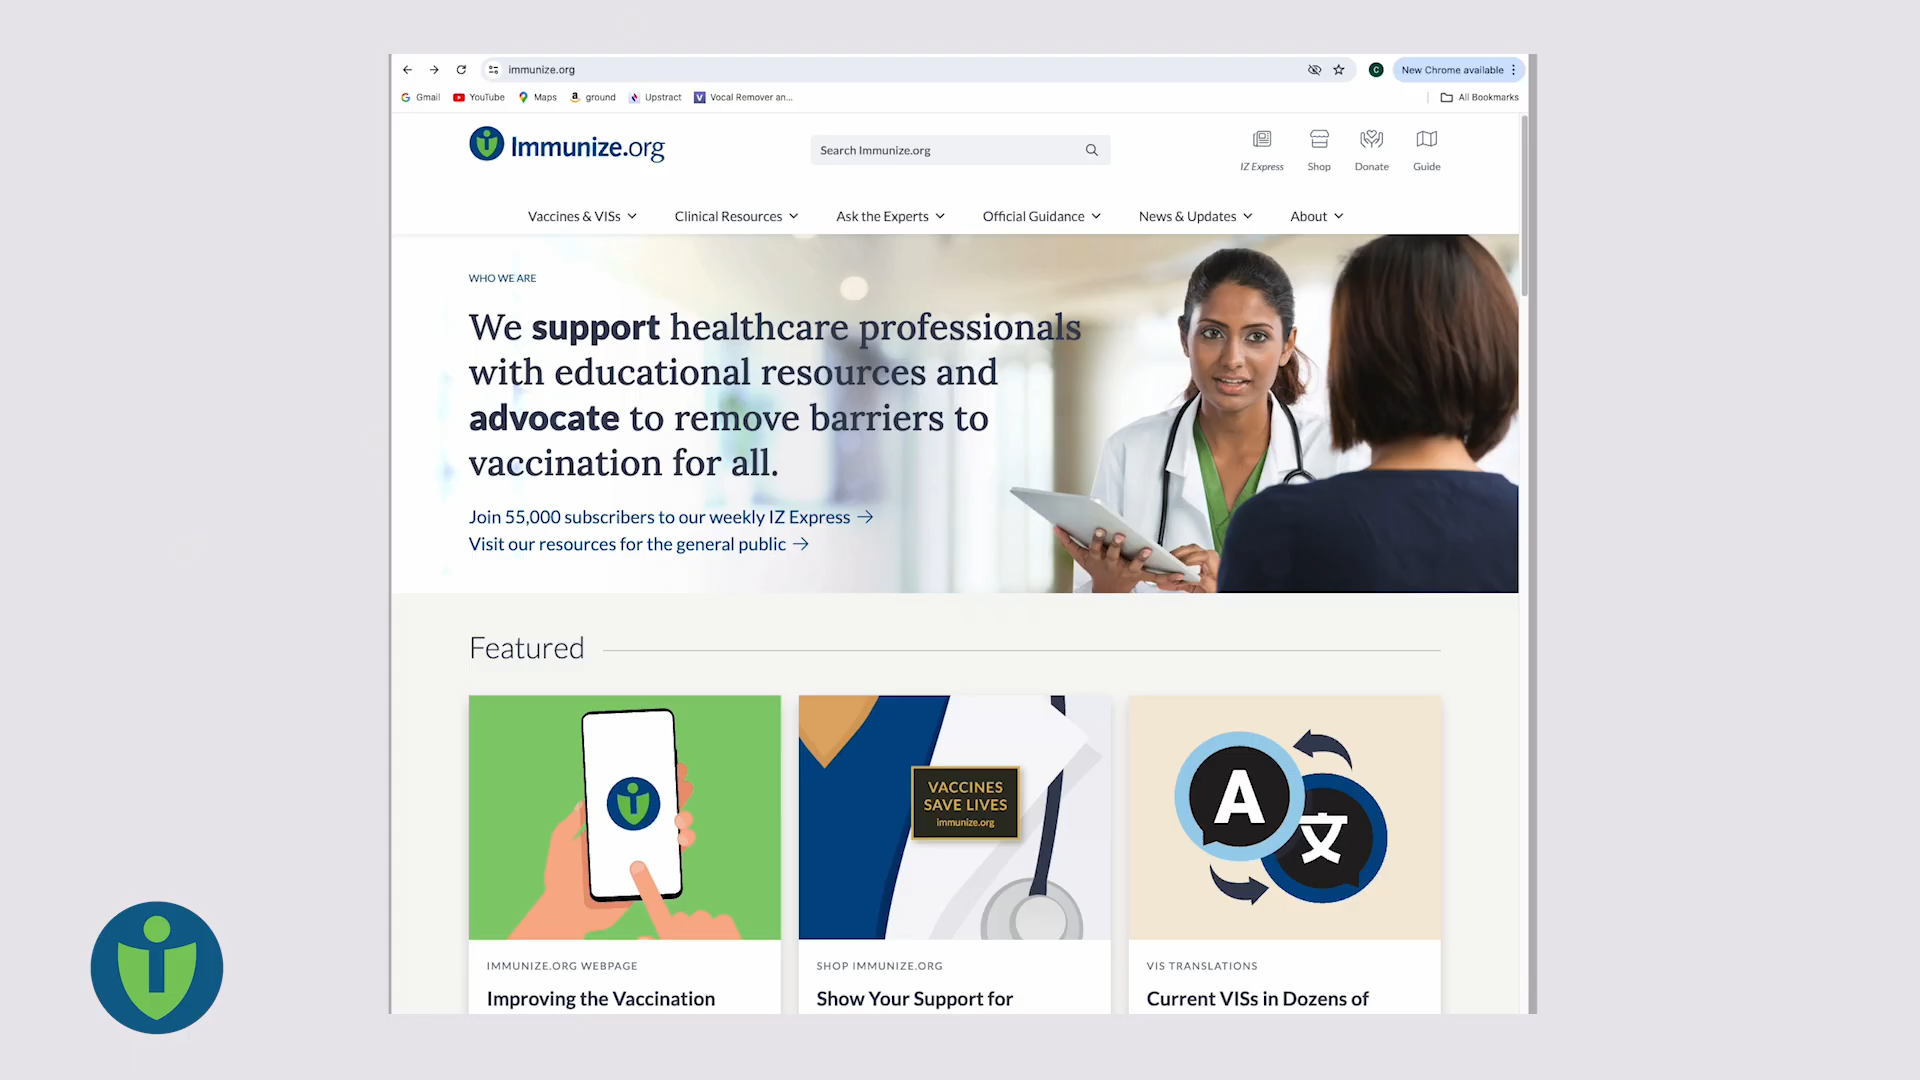 immunize.org
C
New Chrome available
Gmail YouTube Maps ground Upstract Vocal Remover an... All Bookmarks
Immunize.org
Search Immunize.org
IZ Express Shop Donate Guide
Vaccines & VISs Clinical Resources Ask the Experts Official Guidance News & Updates About
WHO WE ARE
We support healthcare professionals
with educational resources and
advocate to remove barriers to
vaccination for all.
Join 55,000 subscribers to our weekly IZ Express →
Visit our resources for the general public →
Featured
VACCINES
SAVE LIVES
immunize.org
A
文
IMMUNIZE.ORG WEBPAGE
Improving the Vaccination
SHOP IMMUNIZE.ORG
Show Your Support for
VIS TRANSLATIONS
Current VISs in Dozens of